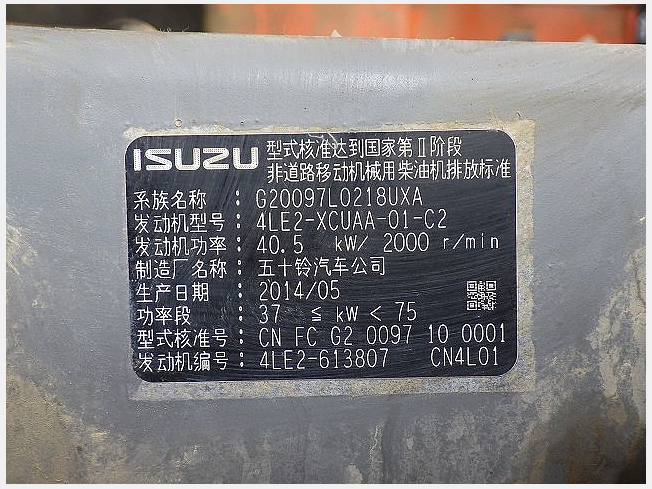 ISUZU 型式核准达到国家第Ⅱ阶段
非道路移动机械用柴油机排放标准
系族名称 : G20097L0218UXA
发动机型号 : 4LE2-XCUAA-01-C2
发动机功率 : 40.5 kW/ 2000 r/min
制造厂名称 : 五十铃汽车公司
生产日期 : 2014/05
功率段 : 37 ≦ kW < 75
型式核准号 : CN FC G2 0097 10 0001
发动机编号 : 4LE2-613807 CN4L01